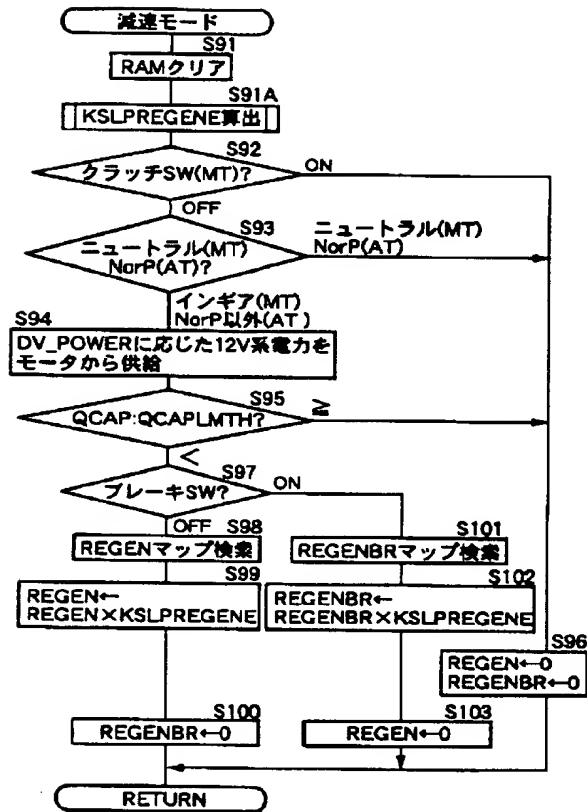 減速モード
S91
RAMクリア
S91A
KSLPREGENE算出
S92
クラッチSW(MT)?
ON
OFF
S93
ニュートラル(MT)
NorP(AT)?
ニュートラル(MT)
NorP(AT)
インギア(MT)
NorP以外(AT)
S94
DV_POWERに応じた12V系電力を
モータから供給
S95
QCAP:QCAPLMTH?
≧
<
S97
ブレーキSW?
ON
OFF
S98
REGENマップ検索
S101
REGENBRマップ検索
S99
REGEN←
REGEN×KSLPREGENE
S102
REGENBR←
REGENBR×KSLPREGENE
S96
REGEN←0
REGENBR←0
S100
REGENBR←0
S103
REGEN←0
RETURN